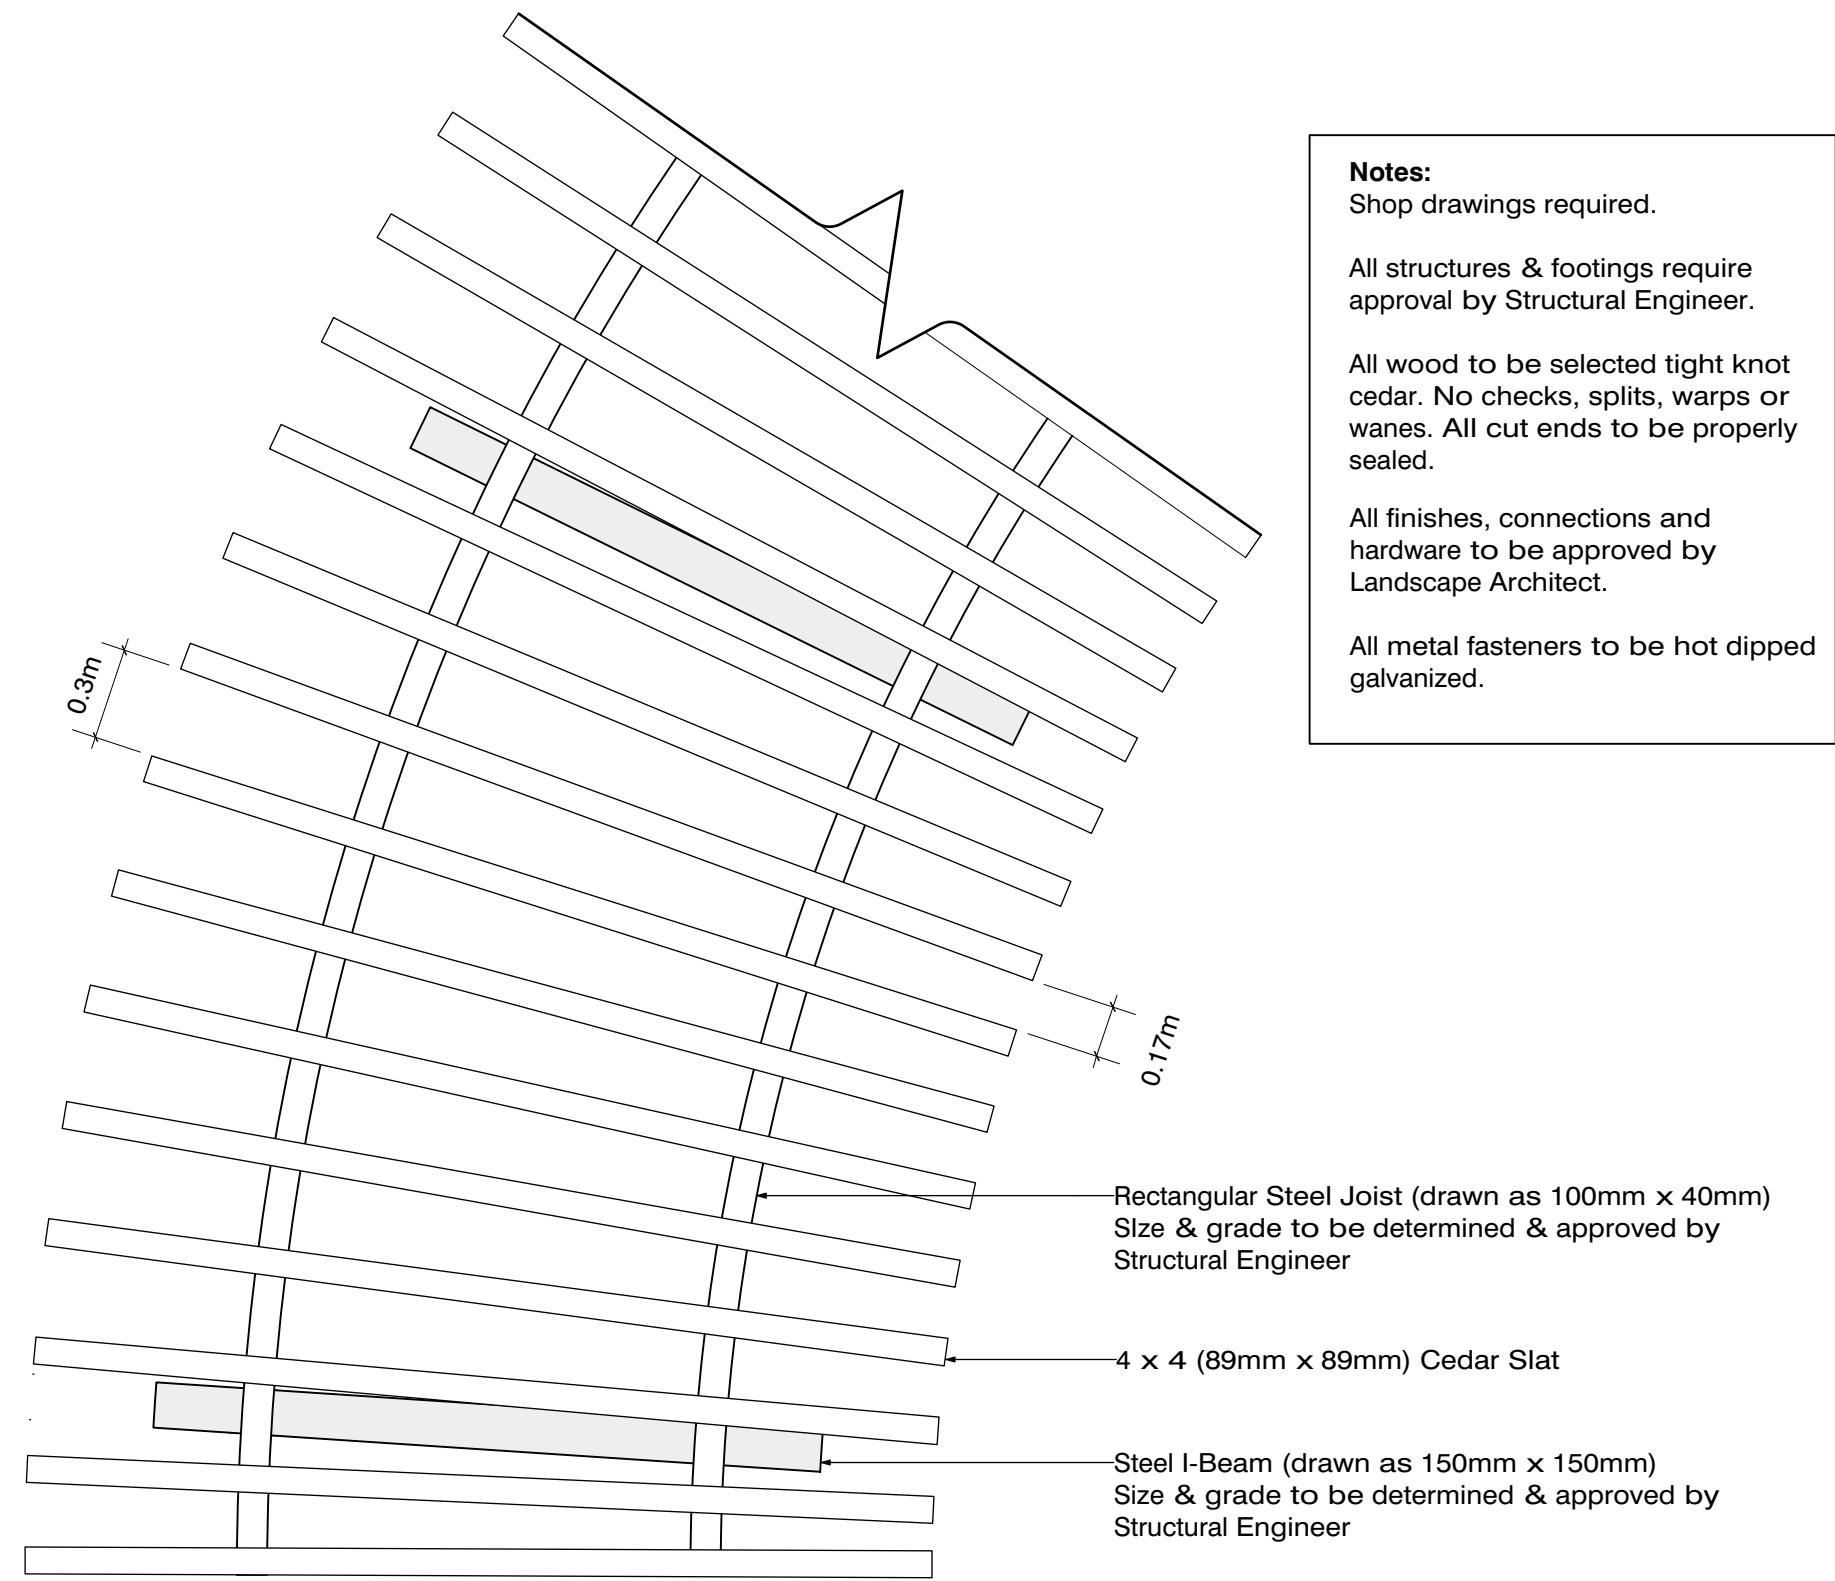 Notes:
Shop drawings required.
All structures & footings require
approval by Structural Engineer.
All wood to be selected tight knot
cedar. No checks, splits, warps or
wanes. All cut ends to be properly
sealed.
All finishes, connections and
hardware to be approved by
Landscape Architect.
All metal fasteners to be hot dipped
galvanized.
0.3m
0.17m
Rectangular Steel Joist (drawn as 100mm x 40mm)
SIze & grade to be determined & approved by
Structural Engineer
4 x 4 (89mm x 89mm) Cedar Slat
Steel I-Beam (drawn as 150mm x 150mm)
Size & grade to be determined & approved by
Structural Engineer